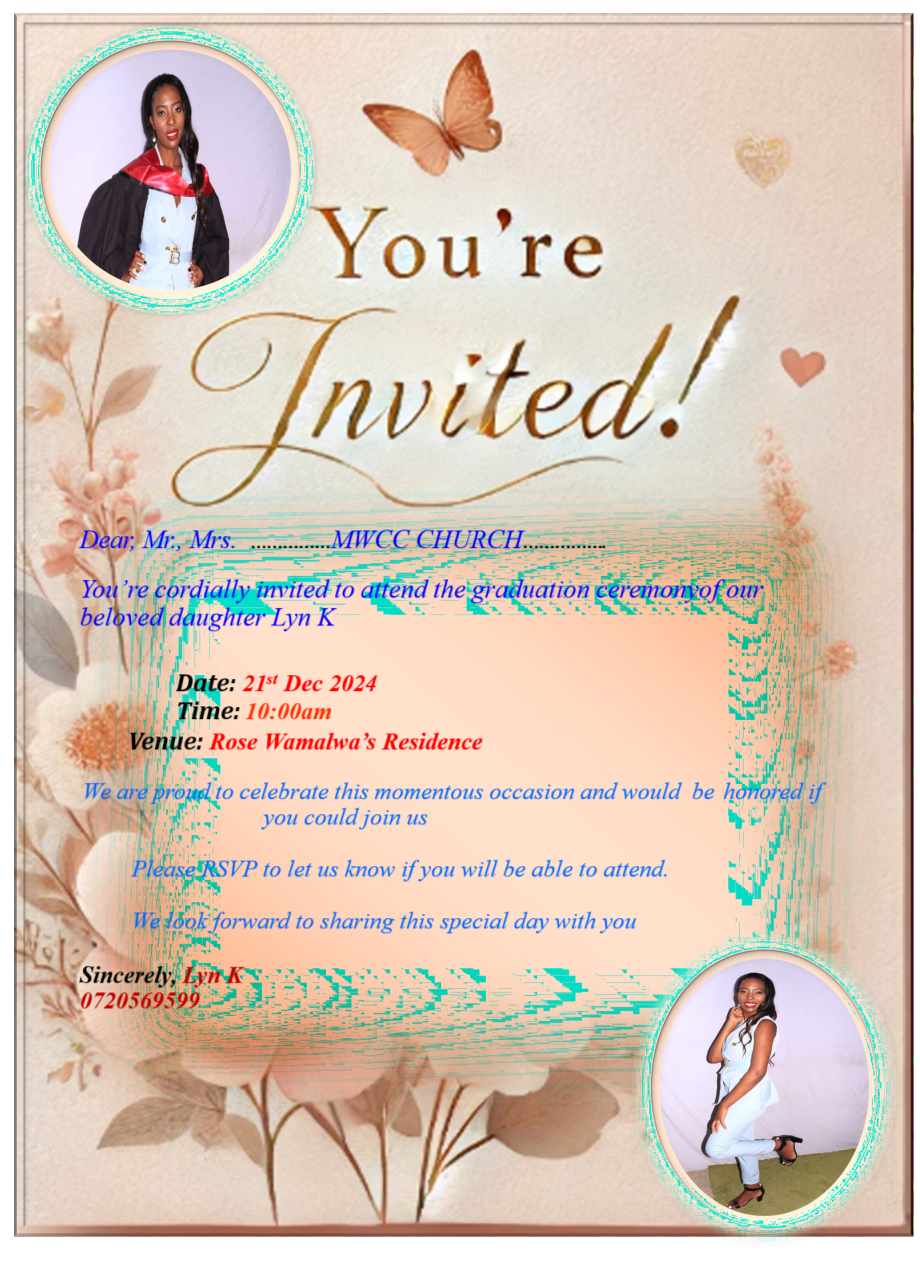 You're
Invited!
Dear, Mr., Mrs. ...............MWCC CHURCH................
You're cordially invited to attend the graduation ceremonyof our
beloved daughter Lyn K
Date: 21st Dec 2024
Time: 10:00am
Venue: Rose Wamalwa's Residence
We are proud to celebrate this momentous occasion and would be honored if
you could join us
Please RSVP to let us know if you will be able to attend.
We look forward to sharing this special day with you
Sincerely, Lyn K
0720569599